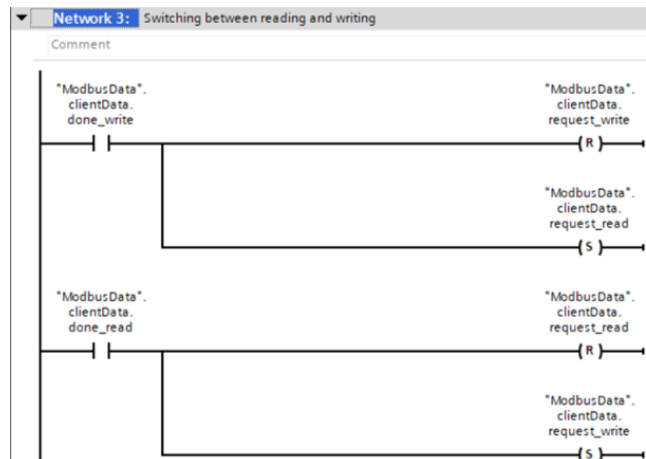 Network 3: Switching between reading and writing
Comment
"ModbusData".
clientData.
done_write
"ModbusData".
clientData.
request_write
R
"ModbusData".
clientData.
request_read
S
"ModbusData".
clientData.
done_read
"ModbusData".
clientData.
request_read
R
"ModbusData".
clientData.
request_write
S